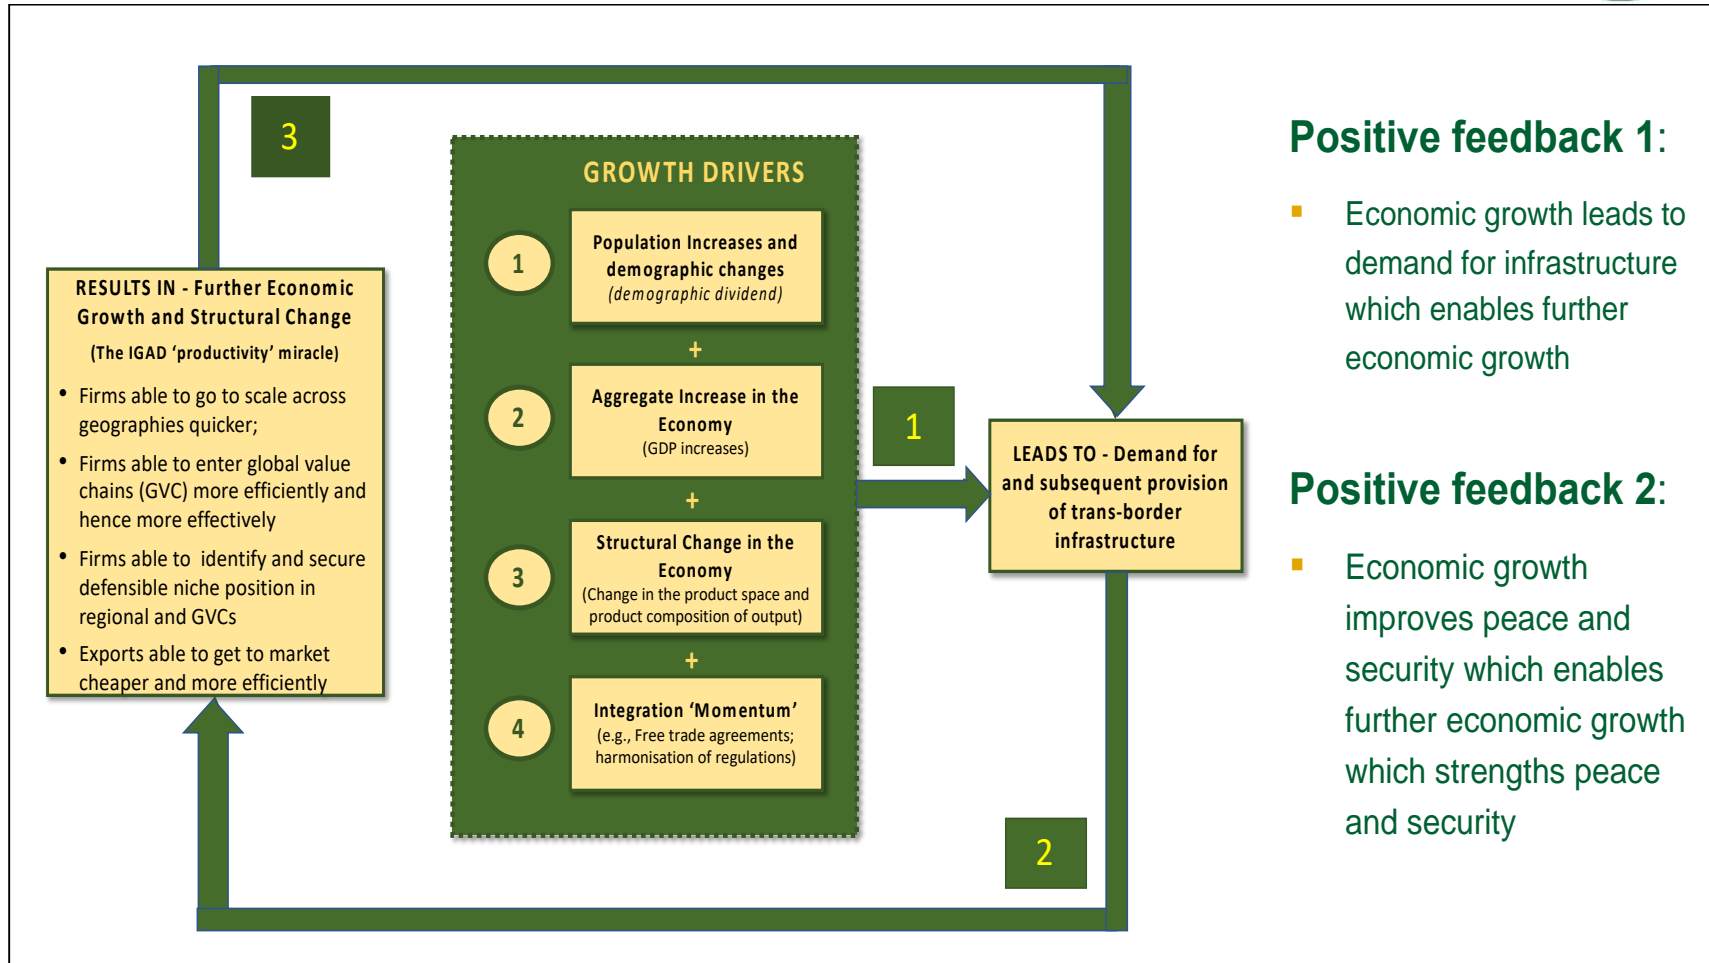 3
RESULTS IN - Further Economic
Growth and Structural Change
(The IGAD ‘productivity’ miracle)
• Firms able to go to scale across
geographies quicker;
• Firms able to enter global value
chains (GVC) more efficiently and
hence more effectively
• Firms able to identify and secure
defensible niche position in
regional and GVCs
• Exports able to get to market
cheaper and more efficiently
GROWTH DRIVERS
1
Population Increases and
demographic changes
(demographic dividend)
+
2
Aggregate Increase in the
Economy
(GDP increases)
+
3
Structural Change in the
Economy
(Change in the product space and
product composition of output)
+
4
Integration ‘Momentum’
(e.g., Free trade agreements;
harmonisation of regulations)
1
LEADS TO - Demand for
and subsequent provision
of trans-border
infrastructure
2
Positive feedback 1:
▪ Economic growth leads to
demand for infrastructure
which enables further
economic growth
Positive feedback 2:
▪ Economic growth
improves peace and
security which enables
further economic growth
which strengths peace
and security